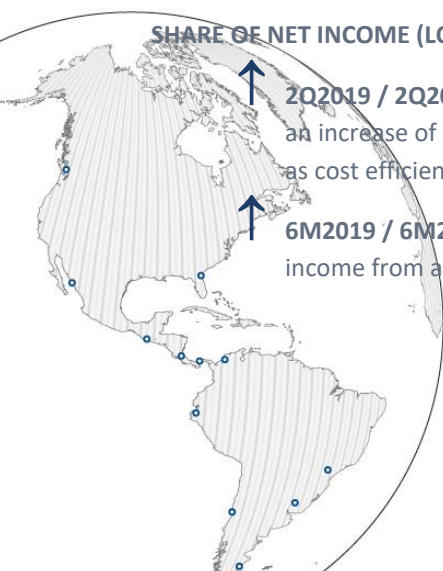 SHARE OF NET INCOME (LO
2Q2019 / 2Q20
an increase of
as cost efficien
6M2019 / 6M2
income from a